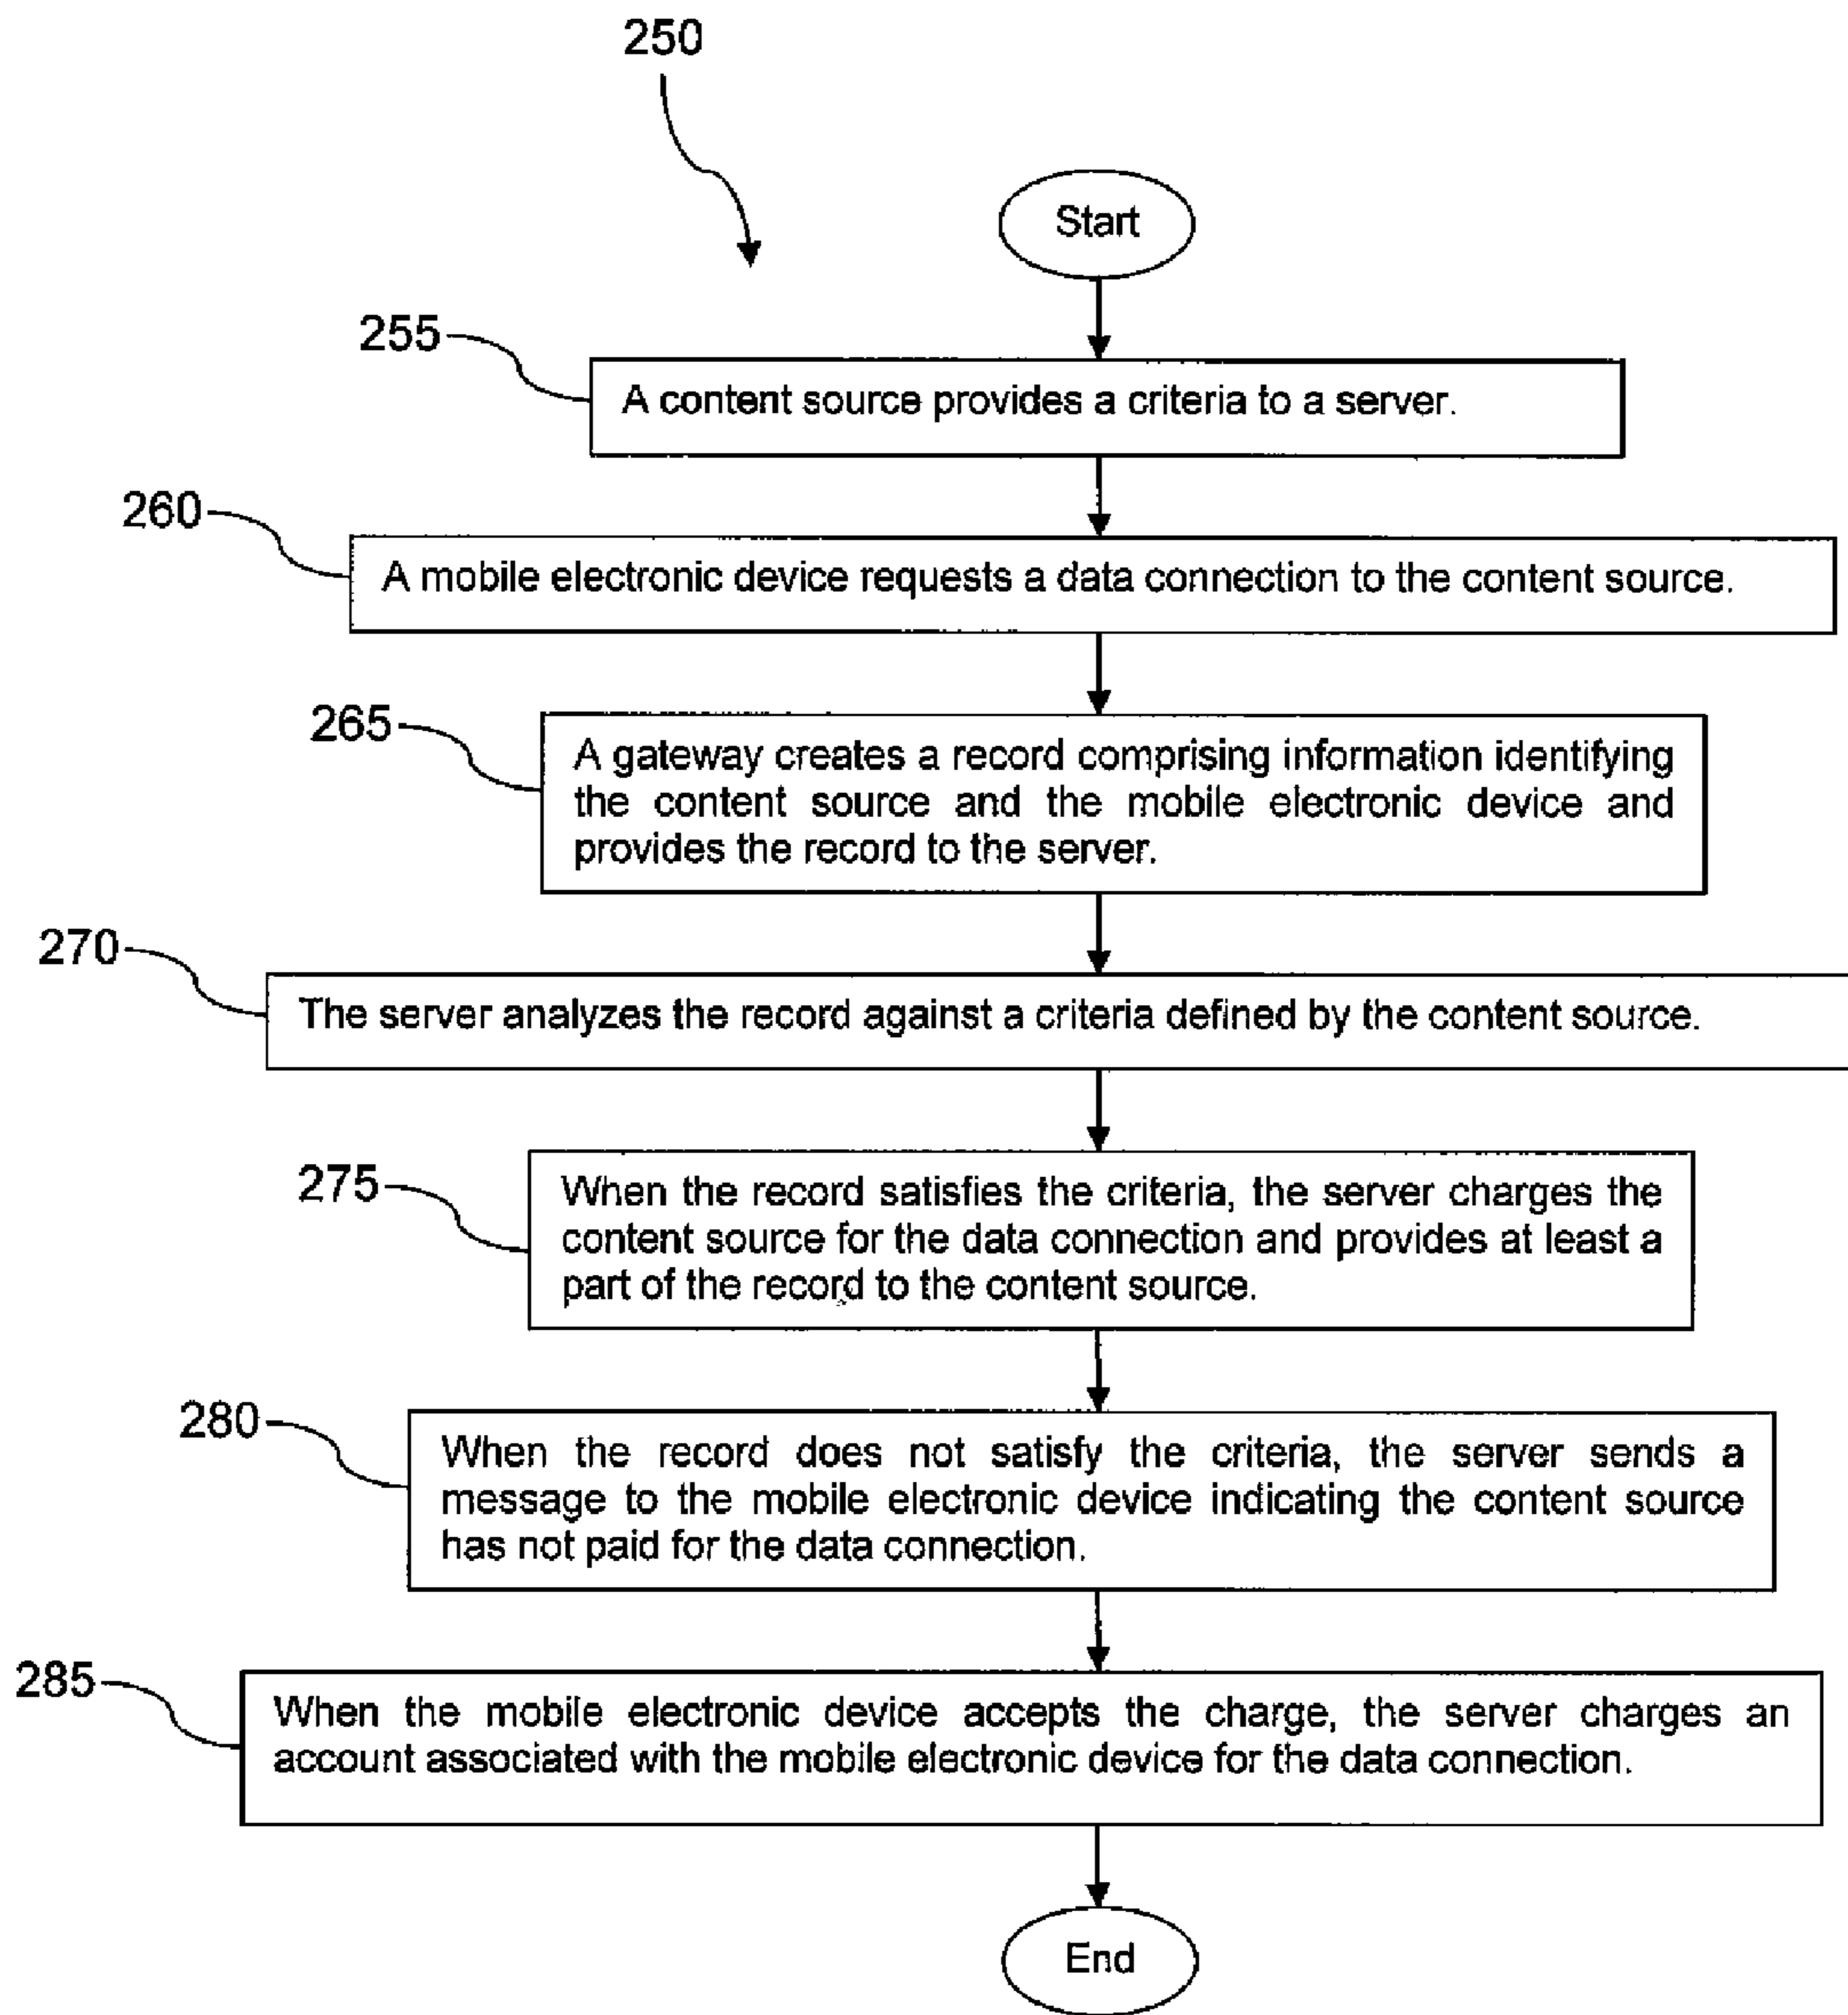 250
Start
255
A content source provides a criteria to a server.
260
A mobile electronic device requests a data connection to the content source.
265
A gateway creates a record comprising information identifying
the content source and the mobile electronic device and
provides the record to the server.
270
The server analyzes the record against a criteria defined by the content source.
275
When the record satisfies the criteria, the server charges the
content source for the data connection and provides at least a
part of the record to the content source.
280
When the record does not satisfy the criteria, the server sends a
message to the mobile electronic device indicating the content source
has not paid for the data connection.
285
When the mobile electronic device accepts the charge, the server charges an
account associated with the mobile electronic device for the data connection.
End